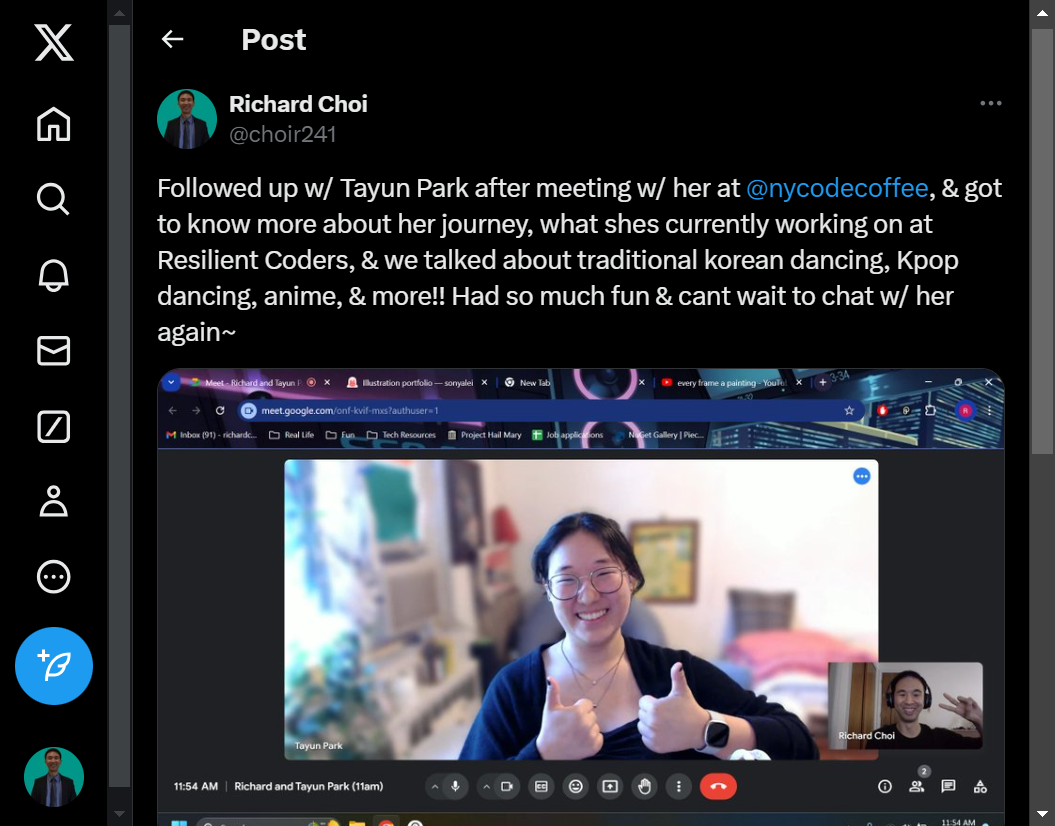 Post
Richard Choi
@choir241
Followed up w/ Tayun Park after meeting w/ her at @nycodecoffee, & got
to know more about her journey, what shes currently working on at
Resilient Coders, & we talked about traditional korean dancing, Kpop
dancing, anime, & more!! Had so much fun & cant wait to chat w/ her
again~
Meet - Richard and Tayun P
Illustration portfolio — sonyalei
New Tab
every frame a painting - YouTu
3:34
meet.google.com/onf-kvif-mxs?authuser=1
Inbox (91) - richardc...
Real Life
Fun
Tech Resources
Project Hail Mary
Job applications
NuGet Gallery | Piec...
Tayun Park
Richard Choi
11:54 AM | Richard and Tayun Park (11am)
2
11:54 AM